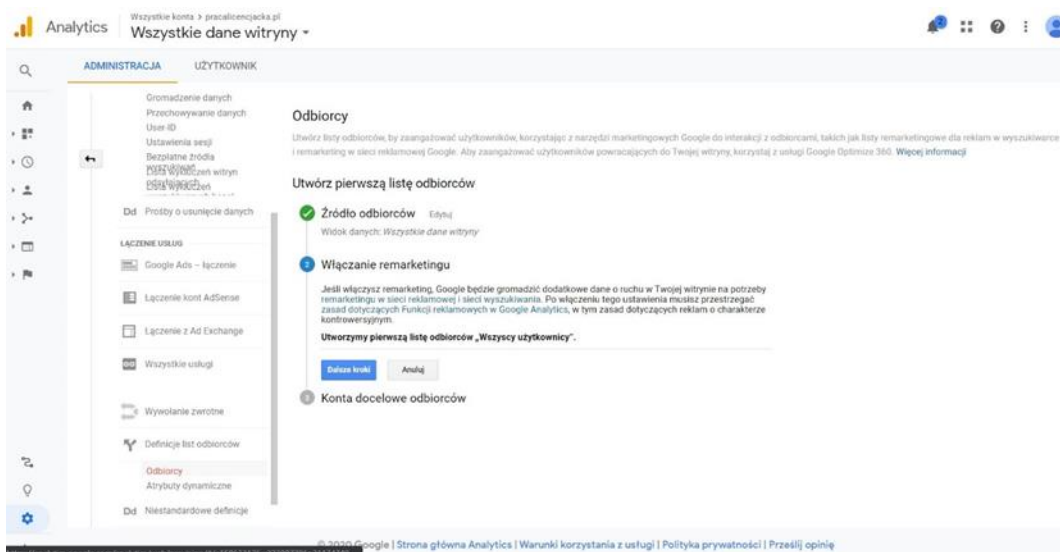 Analytics
Wszystkie konta > pracalicencjacka.pl
Wszystkie dane witryny
2
ADMINISTRACJA UŻYTKOWNIK
Gromadzenie danych
Przechowywanie danych
User-ID
Ustawienia sesji
Bezpłatne źródła
Lista wykluczeń witryn
Lista wykluczeń
Dd Prośby o usunięcie danych
ŁĄCZENIE USŁUG
Google Ads – łączenie
Łączenie kont AdSense
Łączenie z Ad Exchange
Wszystkie usługi
Wywołanie zwrotne
Definicje list odbiorców
Odbiorcy
Atrybuty dynamiczne
Dd Niestandardowe definicje
Odbiorcy
Utwórz listy odbiorców, by zaangażować użytkowników, korzystając z narzędzi marketingowych Google do interakcji z odbiorcami, takich jak listy remarketingowe dla reklam w wyszukiwarce
i remarketing w sieci reklamowej Google. Aby zaangażować użytkowników powracających do Twojej witryny, korzystaj z usługi Google Optimize 360. Więcej informacji
Utwórz pierwszą listę odbiorców
Źródło odbiorców Edytuj
Widok danych: Wszystkie dane witryny
2 Włączanie remarketingu
Jeśli włączysz remarketing, Google będzie gromadzić dodatkowe dane o ruchu w Twojej witrynie na potrzeby
remarketingu w sieci reklamowej i sieci wyszukiwania. Po włączeniu tego ustawienia musisz przestrzegać
zasad dotyczących Funkcji reklamowych w Google Analytics, w tym zasad dotyczących reklam o charakterze
kontrowersyjnym.
Utworzymy pierwszą listę odbiorców „Wszyscy użytkownicy".
Dalsze kroki Anuluj
3 Konta docelowe odbiorców
© 2020 Google | Strona główna Analytics | Warunki korzystania z usługi | Polityka prywatności | Prześlij opinię